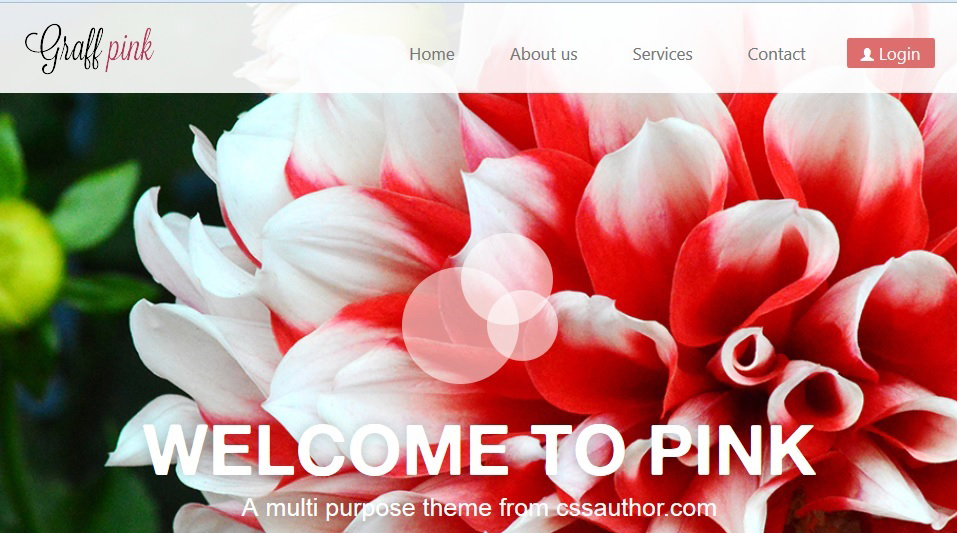 Graff pink
Home About us Services Contact Login
WELCOME TO PINK
A multi purpose theme from cssauthor.com